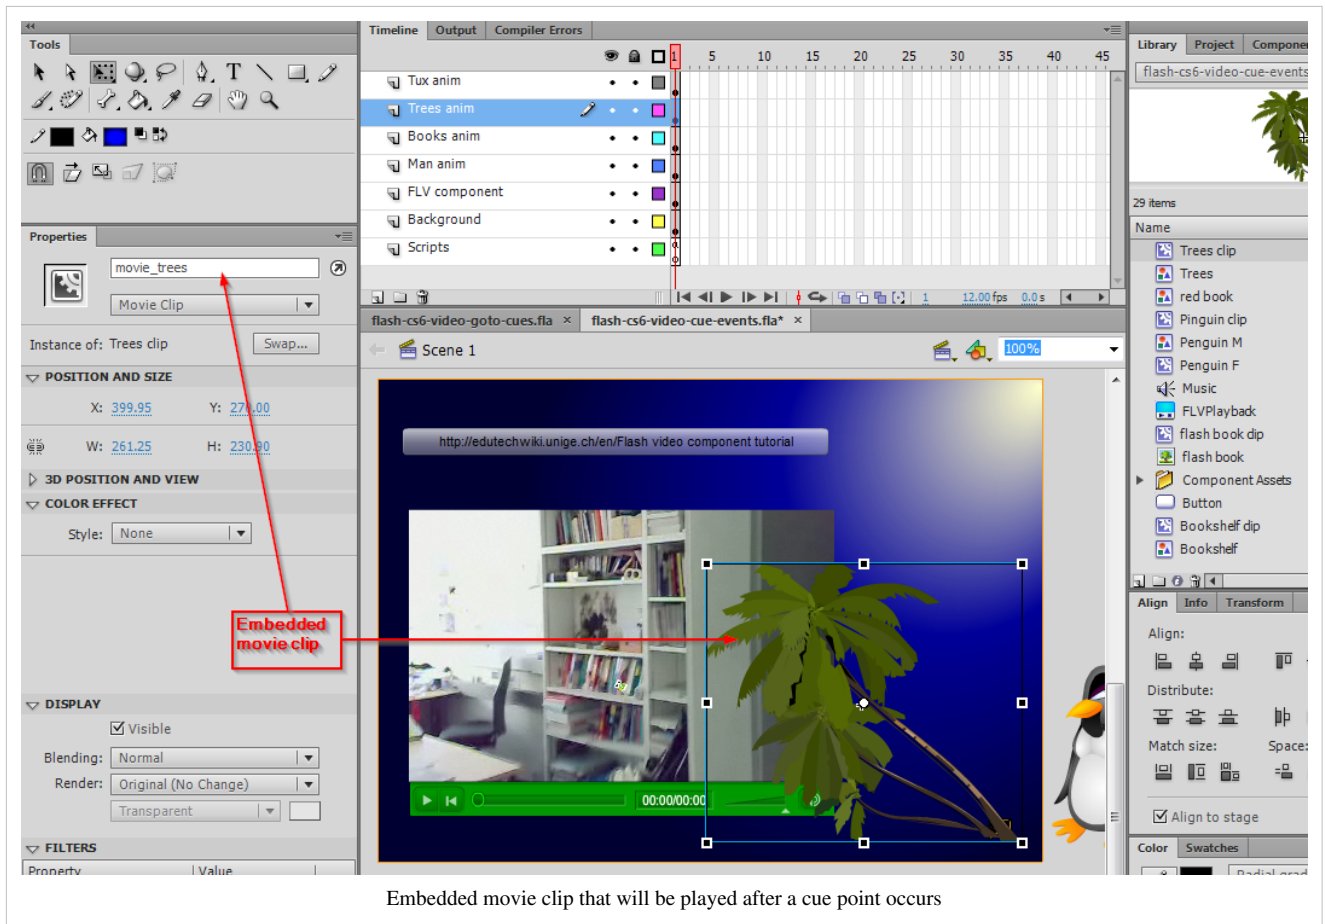 Tools
T
Properties
movie_trees
Movie Clip
Instance of: Trees clip
Swap...
POSITION AND SIZE
X: 399.95 Y: 270.00
W: 261.25 H: 230.90
3D POSITION AND VIEW
COLOR EFFECT
Style: None
Embedded
movie clip
DISPLAY
Visible
Blending: Normal
Render: Original (No Change)
Transparent
FILTERS
Property Value
Timeline Output Compiler Errors
1 5 10 15 20 25 30 35 40 45
Tux anim
Trees anim
Books anim
Man anim
FLV component
Background
Scripts
1 12.00 fps 0.0 s
flash-cs6-video-goto-cues.fla × flash-cs6-video-cue-events.fla* ×
Scene 1
100%
http://edutechwiki.unige.ch/en/Flash video component tutorial
00:00/00:00
Library Project Componen
flash-cs6-video-cue-events
29 items
Name
Trees clip
Trees
red book
Pinguin clip
Penguin M
Penguin F
Music
FLVPlayback
flash book clip
flash book
Component Assets
Button
Bookshelf clip
Bookshelf
Align Info Transform
Align:
Distribute:
Match size: Space:
Align to stage
Color Swatches
Radial grad
Embedded movie clip that will be played after a cue point occurs